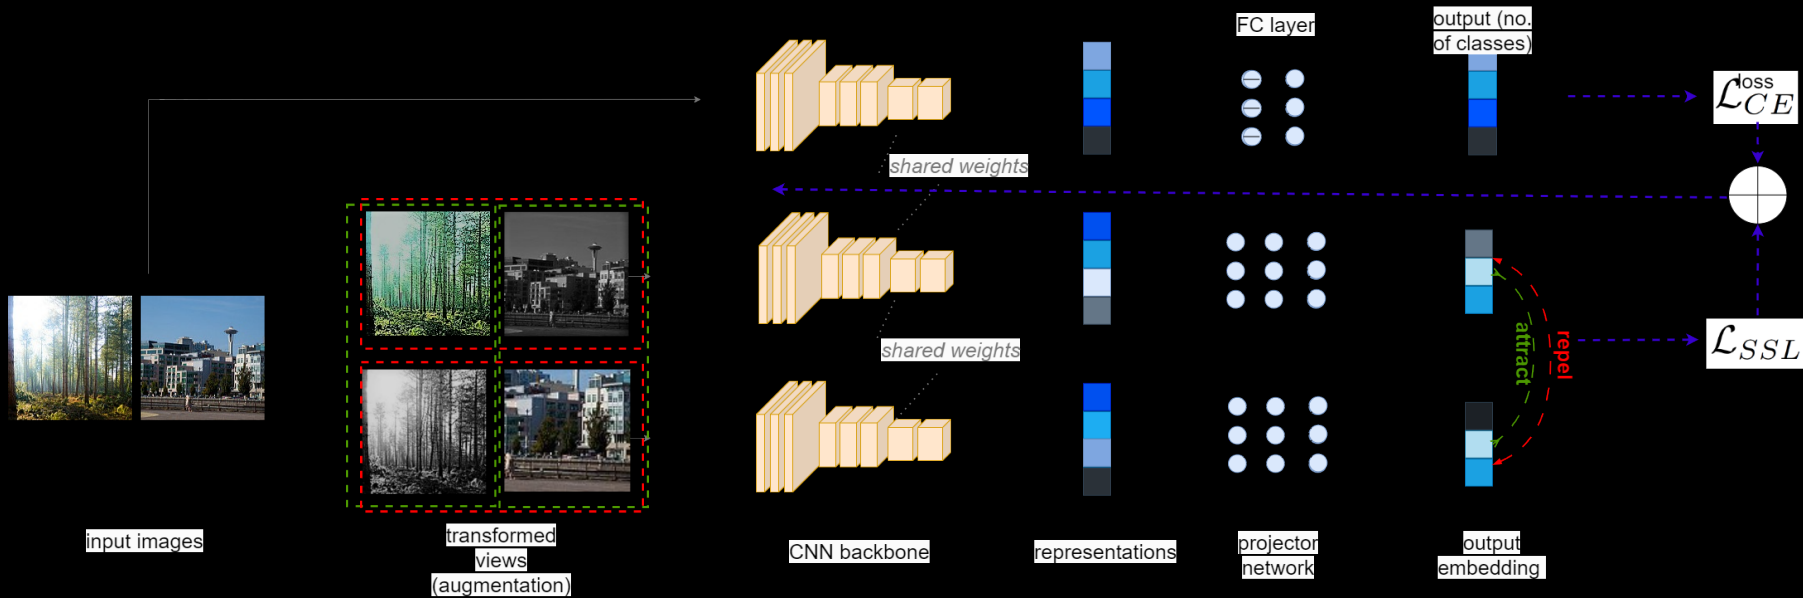 FC layer
output (no.
of classes)
loss
ℒCE
shared weights
shared weights
attract
repel
ℒSSL
input images
transformed
views
(augmentation)
CNN backbone
representations
projector
network
output
embedding